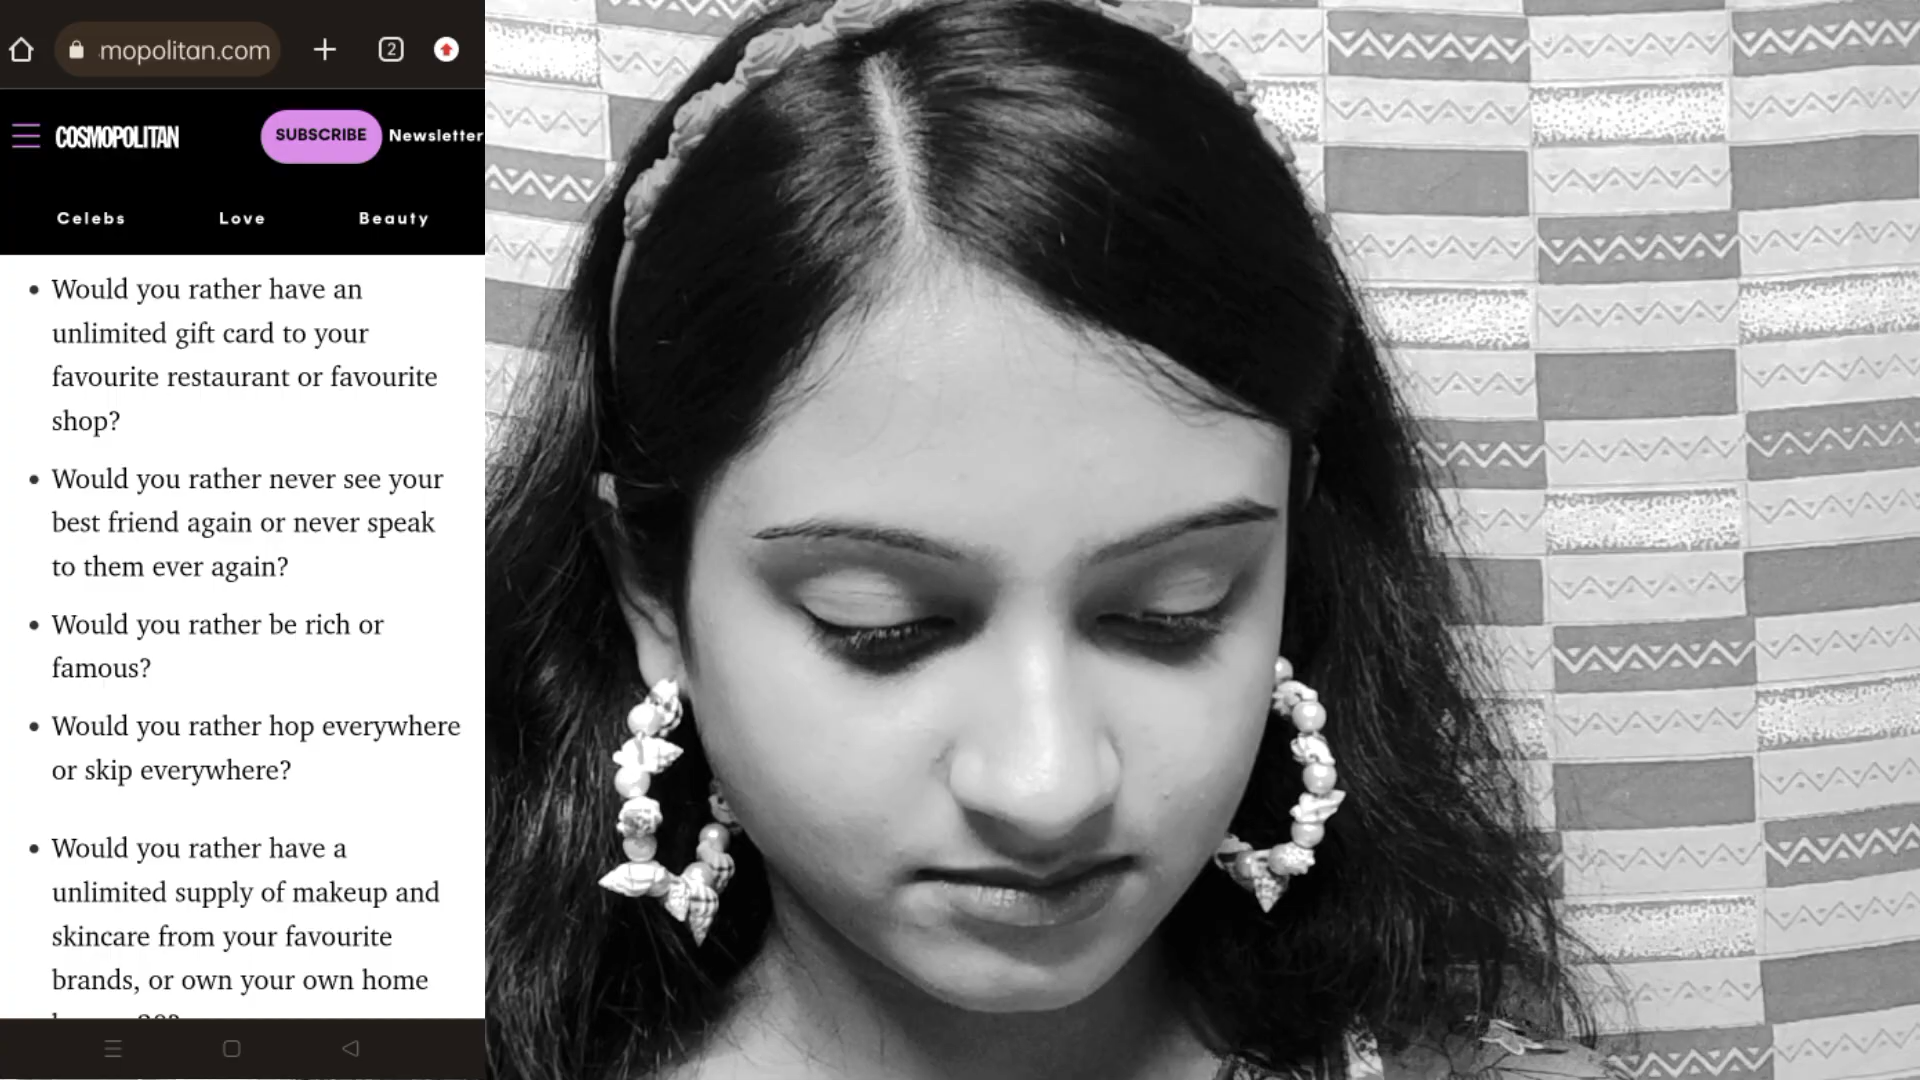 mopolitan.com
2
COSMOPOLITAN
SUBSCRIBE
Newsletter
Celebs
Love
Beauty
Would you rather have an
unlimited gift card to your
favourite restaurant or favourite
shop?
Would you rather never see your
best friend again or never speak
to them ever again?
Would you rather be rich or
famous?
Would you rather hop everywhere
or skip everywhere?
Would you rather have a
unlimited supply of makeup and
skincare from your favourite
brands, or own your own home